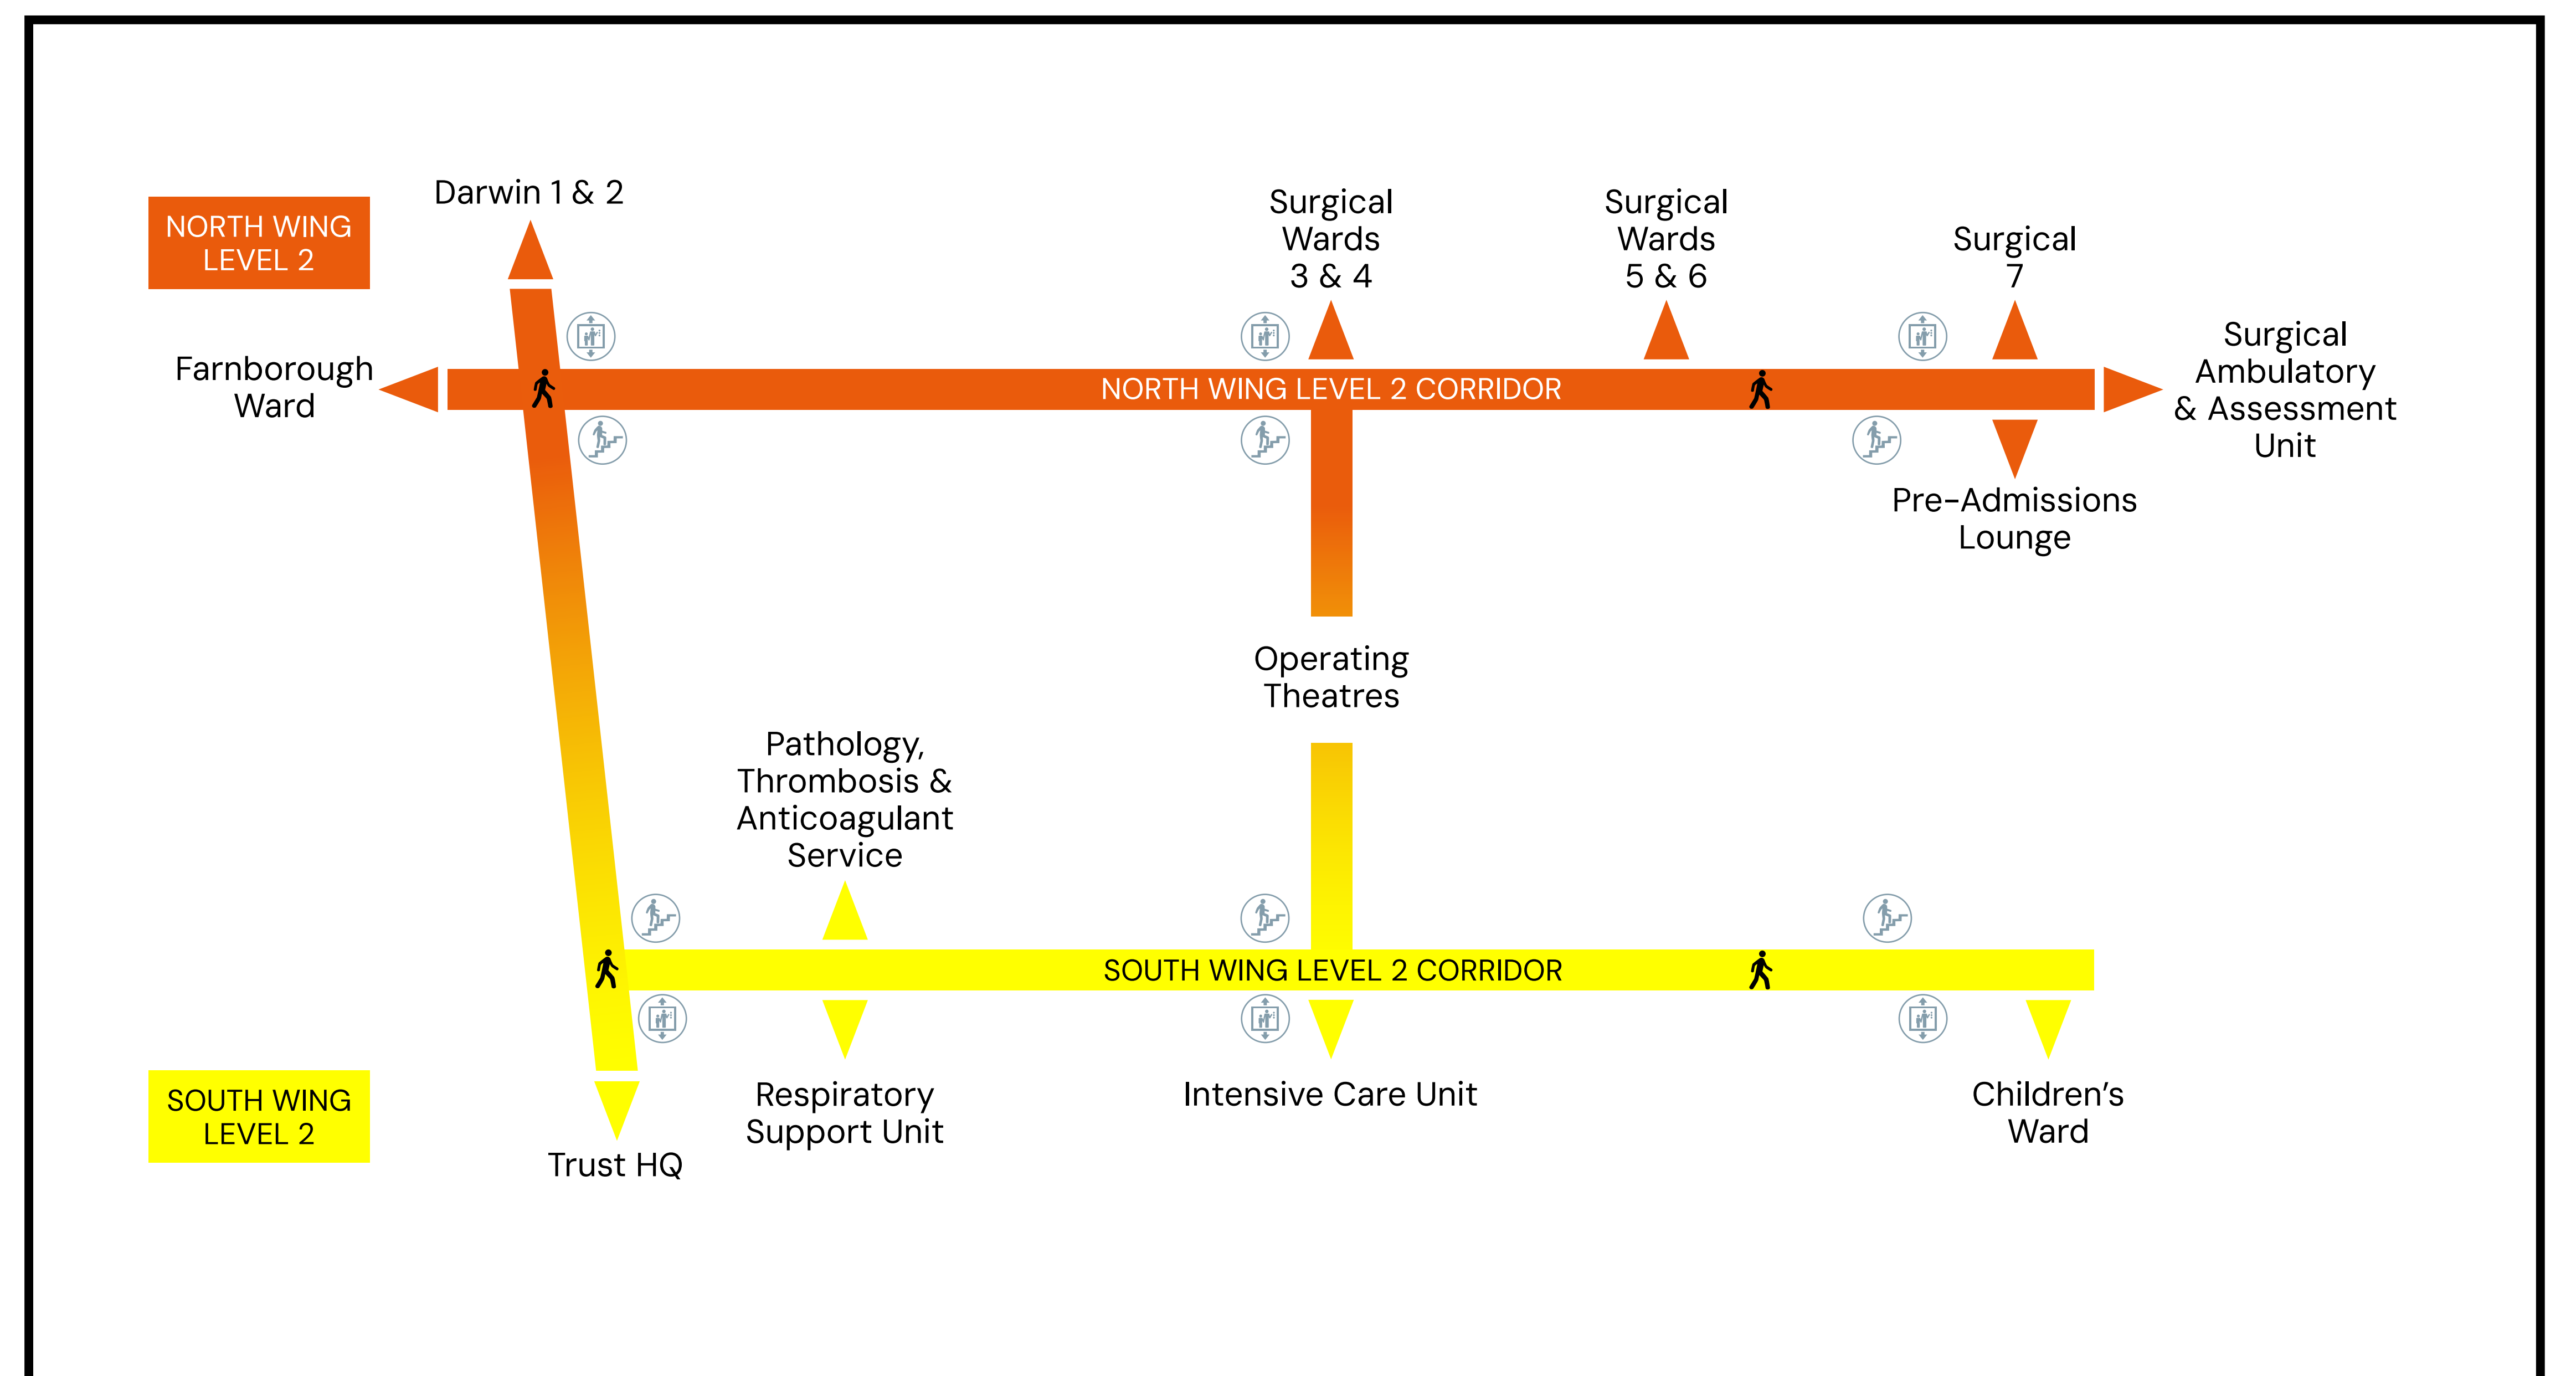 Darwin 1 & 2
NORTH WING
LEVEL 2
Surgical
Wards
3 & 4
Surgical
Wards
5 & 6
Surgical
7
Farnborough
Ward
NORTH WING LEVEL 2 CORRIDOR
Surgical
Ambulatory
& Assessment
Unit
Pre-Admissions
Lounge
Operating
Theatres
Pathology,
Thrombosis &
Anticoagulant
Service
SOUTH WING LEVEL 2 CORRIDOR
SOUTH WING
LEVEL 2
Trust HQ
Respiratory
Support Unit
Intensive Care Unit
Children’s
Ward